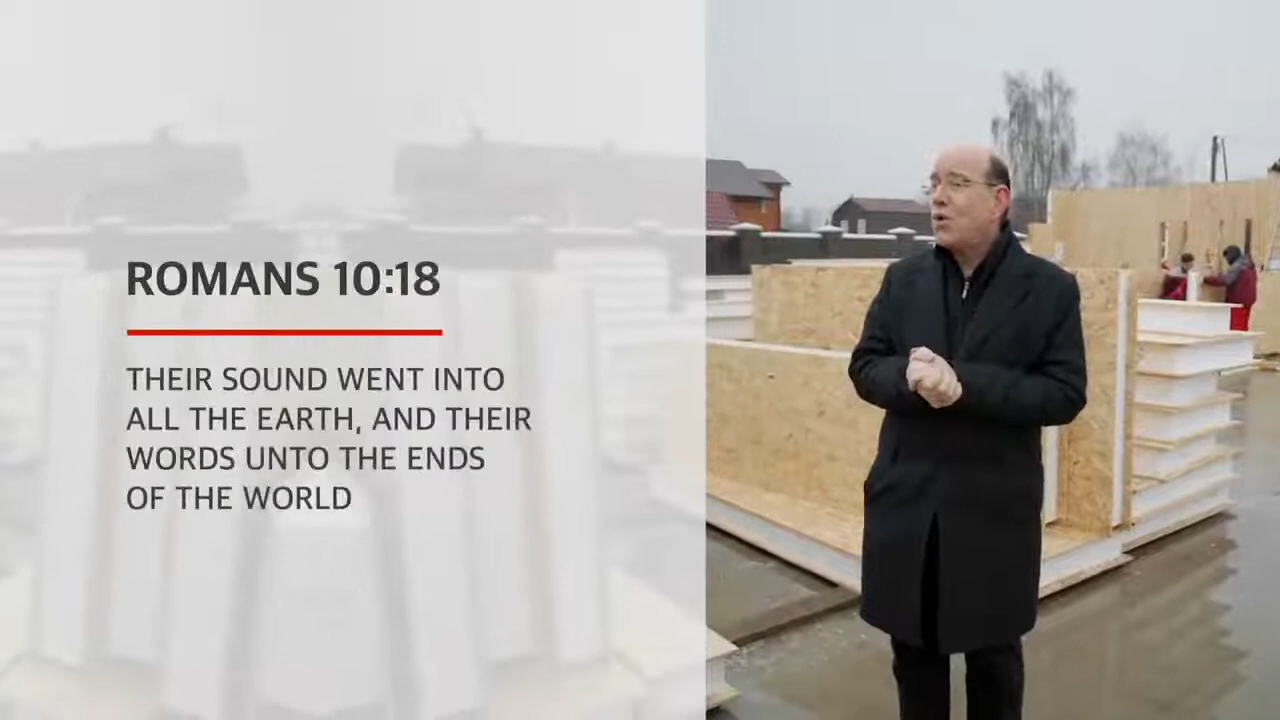 ROMANS 10:18
THEIR SOUND WENT INTO
ALL THE EARTH, AND THEIR
WORDS UNTO THE ENDS
OF THE WORLD